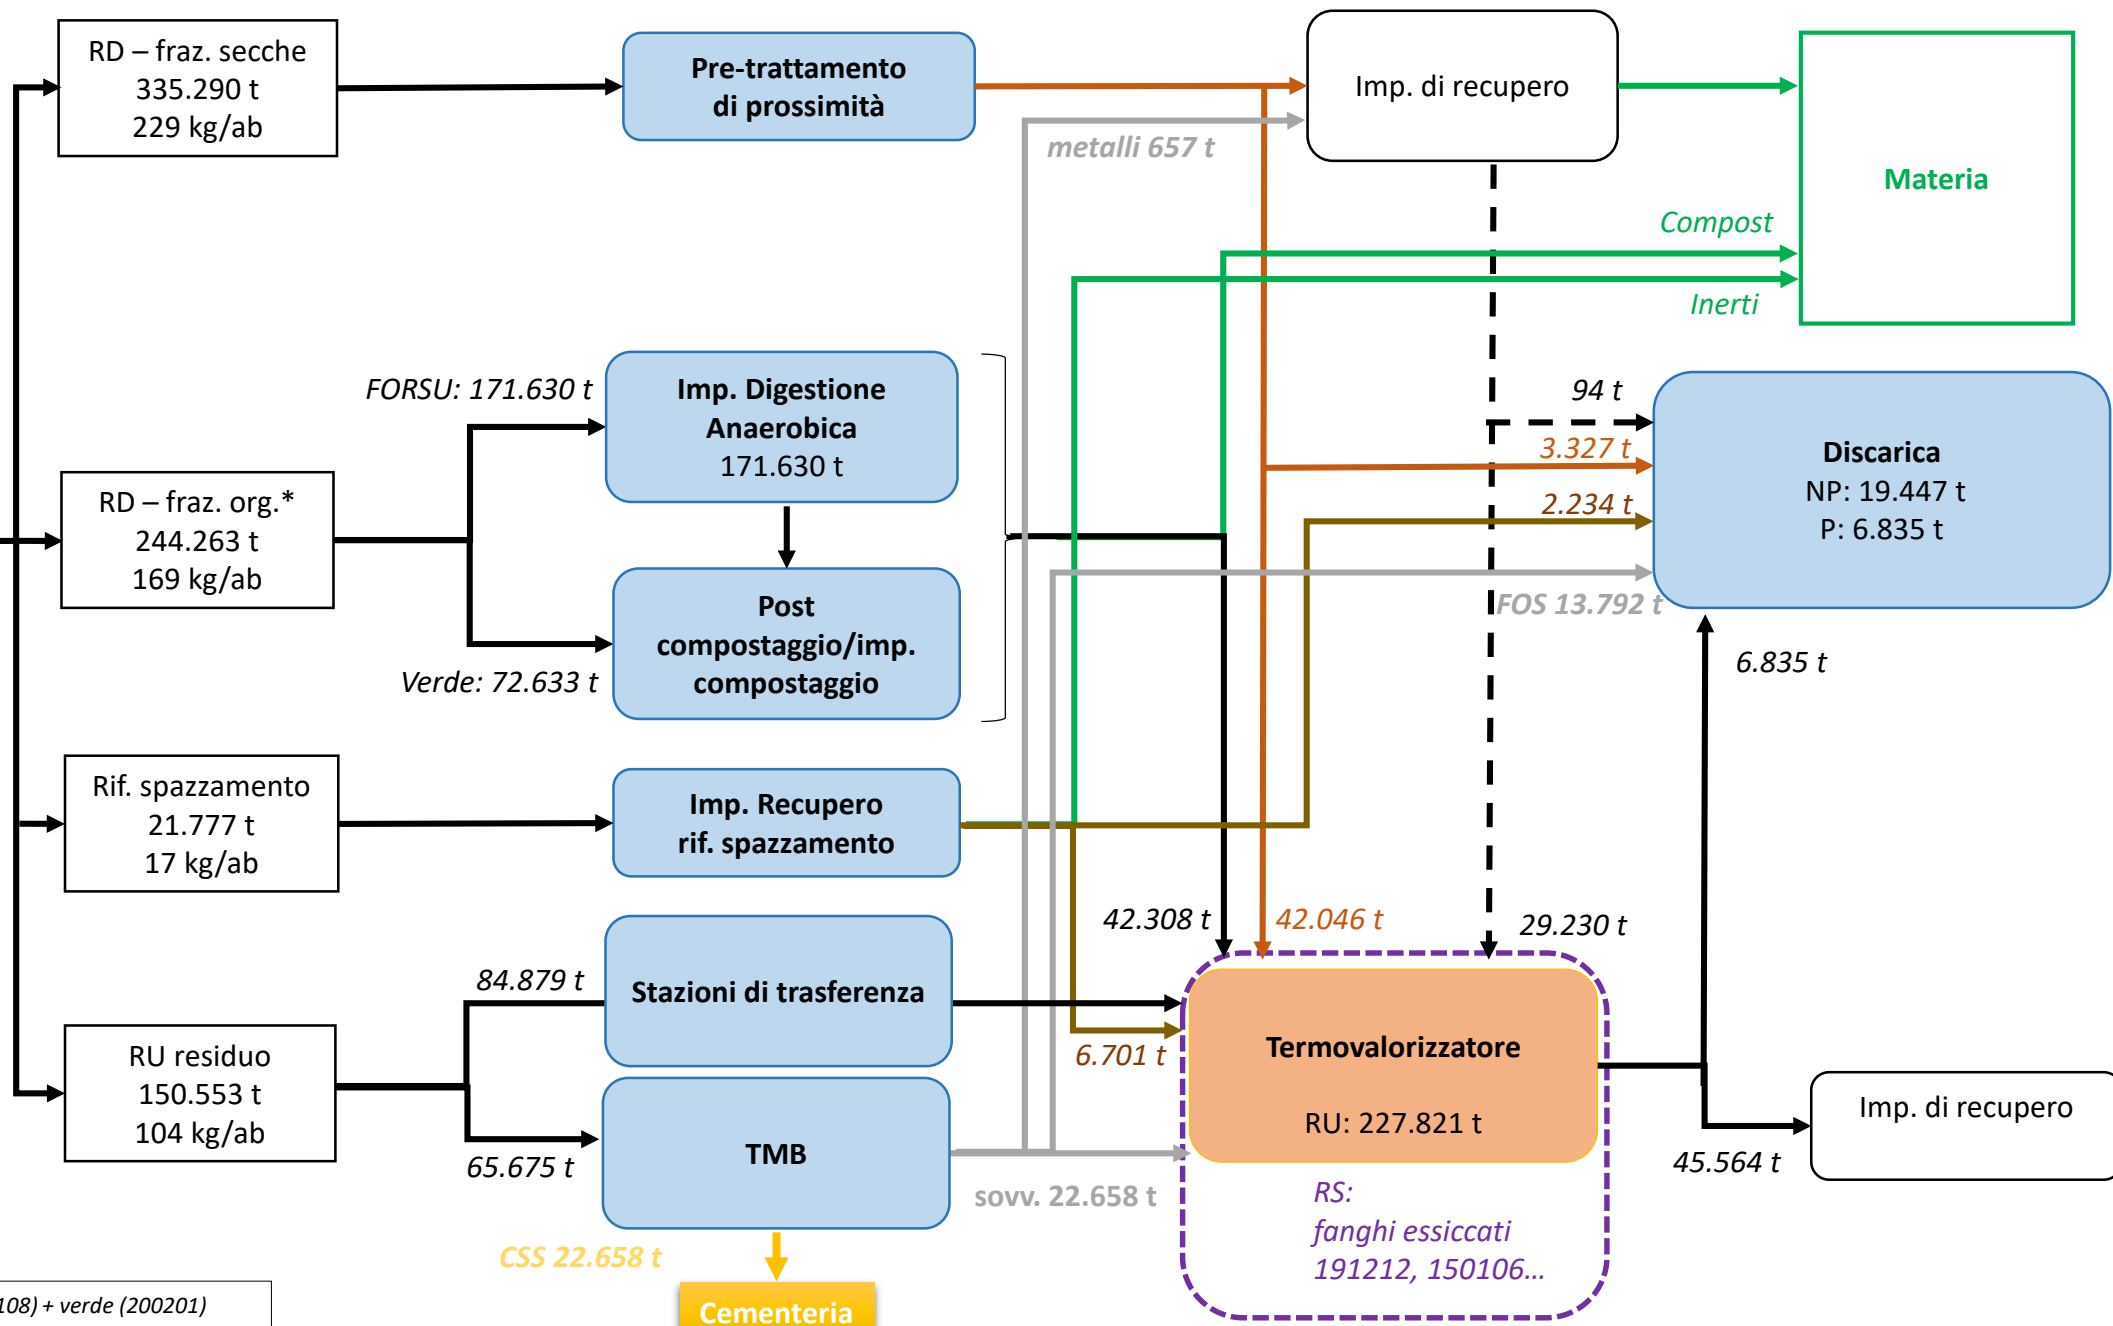 RD – fraz. secche
335.290 t
229 kg/ab
Pre-trattamento
di prossimità
Imp. di recupero
metalli 657 t
Materia
Compost
Inerti
FORSU: 171.630 t
Imp. Digestione
Anaerobica
171.630 t
94 t
3.327 t
2.234 t
Discarica
NP: 19.447 t
P: 6.835 t
RD – fraz. org.*
244.263 t
169 kg/ab
FOS 13.792 t
Post
compostaggio/imp.
compostaggio
Verde: 72.633 t
6.835 t
Rif. spazzamento
21.777 t
17 kg/ab
Imp. Recupero
rif. spazzamento
42.308 t
42.046 t
29.230 t
84.879 t
Stazioni di trasferenza
6.701 t
Termovalorizzatore
RU: 227.821 t
RU residuo
150.553 t
104 kg/ab
65.675 t
TMB
sovv. 22.658 t
Imp. di recupero
45.564 t
RS:
fanghi essiccati
191212, 150106...
CSS 22.658 t
Cementeria
108) + verde (200201)